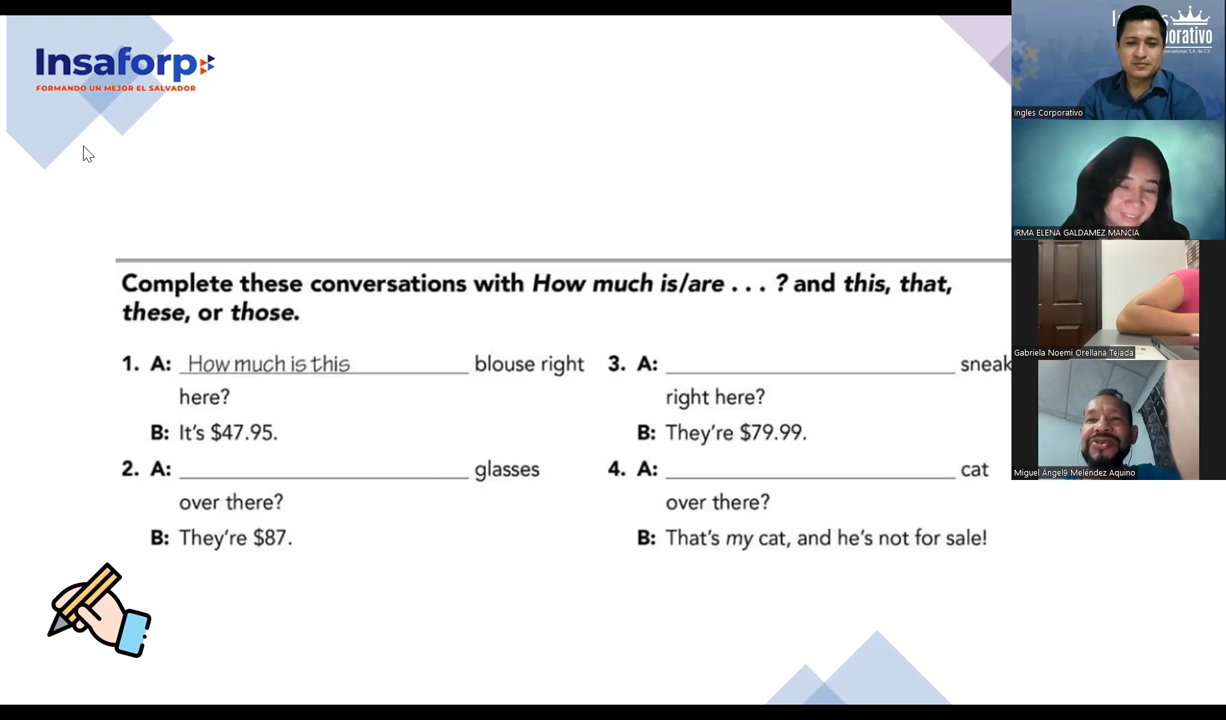 Insaforp
FORMANDO UN MEJOR EL SALVADOR
Complete these conversations with How much is/are . . . ? and this, that,
these, or those.
1. A: How much is this blouse right
here?
B: It's $47.95.
2. A: glasses
over there?
B: They're $87.
3. A: sneak
right here?
B: They're $79.99.
4. A: cat
over there?
B: That's my cat, and he's not for sale!
orativo
Ingles Corporativo
IRMA ELENA GALDAMEZ MANCIA
Gabriela Noemi Orellana Tejada
Miguel Ángel9 Meléndez Aquino